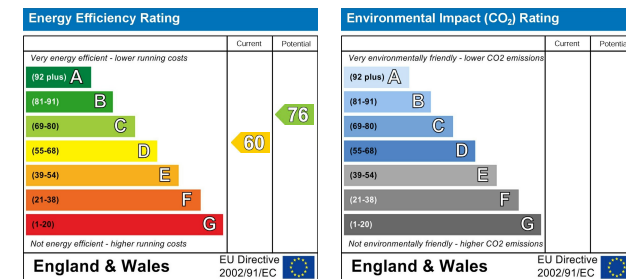 Energy Efficiency Rating
Current Potential
Very energy efficient - lower running costs
(92 plus) A
(81-91) B
(69-80) C
(55-68) D
(39-54) E
(21-38) F
(1-20) G
60
76
Not energy efficient - higher running costs
England & Wales
EU Directive
2002/91/EC
Environmental Impact (CO2) Rating
Current Potential
Very environmentally friendly - lower CO2 emissions
(92 plus) A
(81-91) B
(69-80) C
(55-68) D
(39-54) E
(21-38) F
(1-20) G
Not environmentally friendly - higher CO2 emissions
England & Wales
EU Directive
2002/91/EC